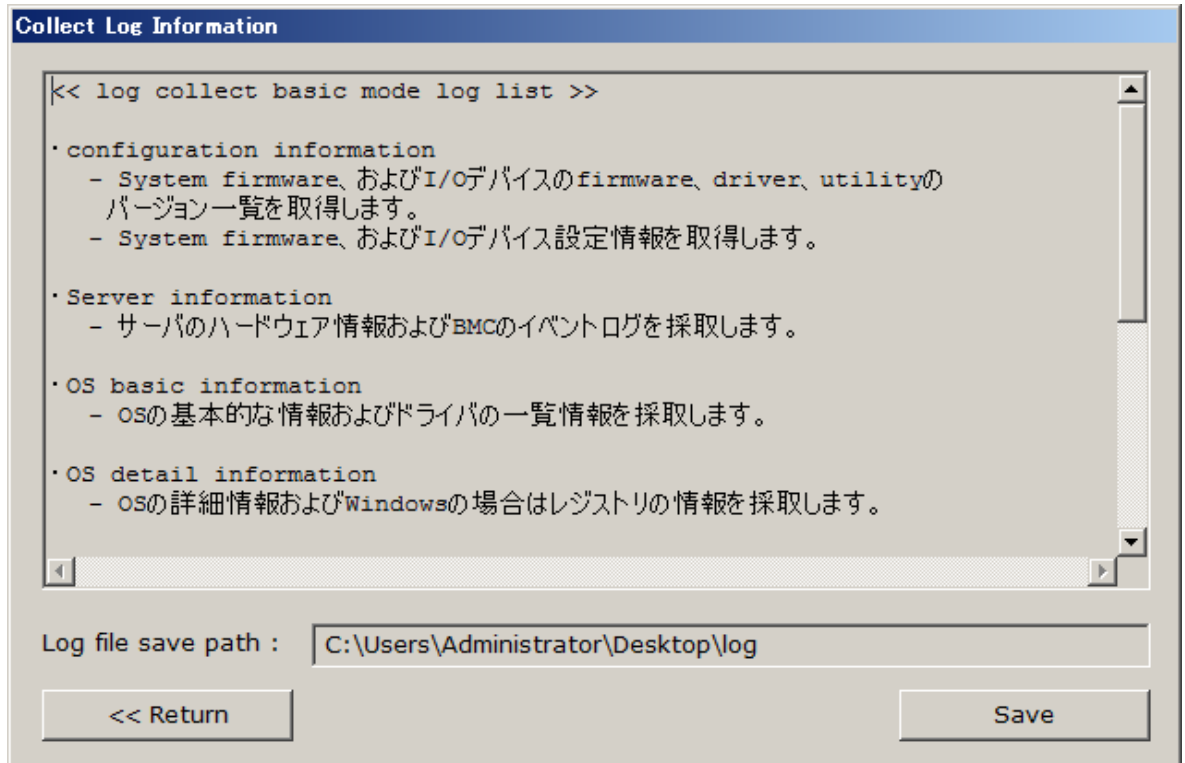 Collect Log Information
<< log collect basic mode log list >>
・configuration information
- System firmware、およびI/Oデバイスのfirmware、driver、utilityの
バージョン一覧を取得します。
- System firmware、およびI/Oデバイス設定情報を取得します。
・Server information
- サーバのハードウェア情報およびBMCのイベントログを採取します。
・OS basic information
- OSの基本的な情報およびドライバの一覧情報を採取します。
・OS detail information
- OSの詳細情報およびWindowsの場合はレジストリの情報を採取します。
Log file save path : C:\Users\Administrator\Desktop\log
<< Return Save